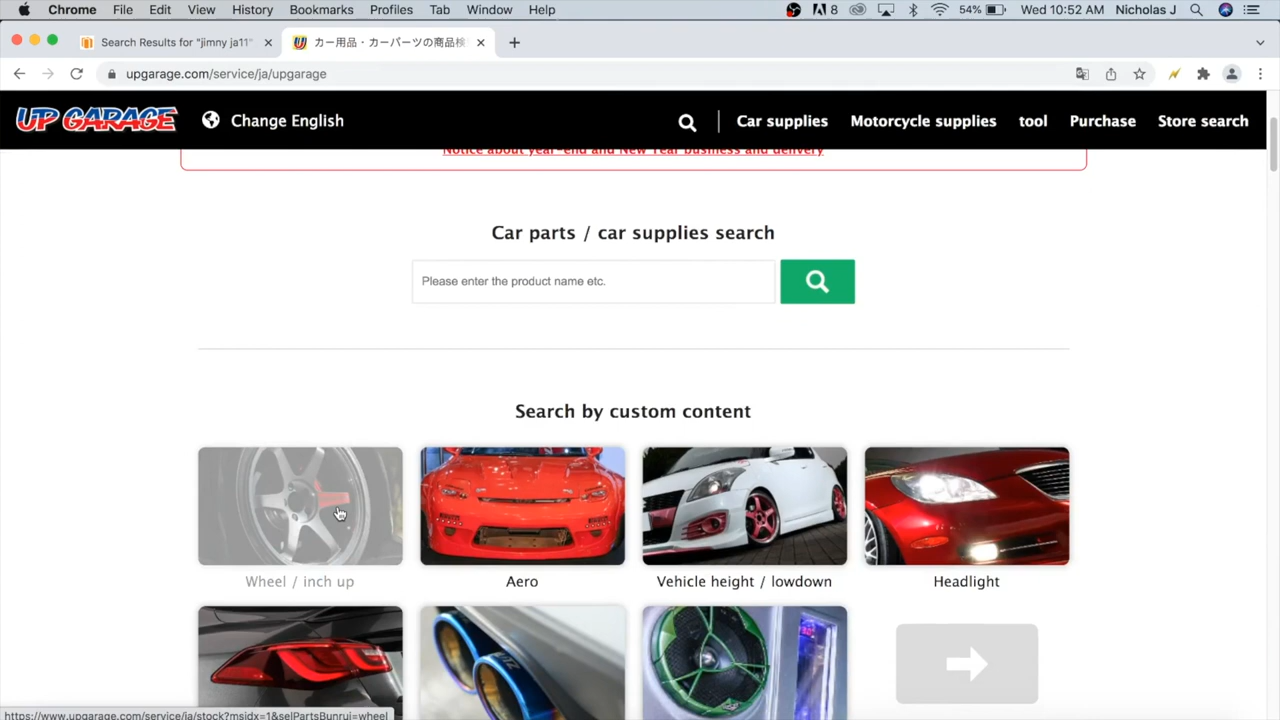 Chrome File Edit View History Bookmarks Profiles Tab Window Help 8 54% Wed 10:52 AM Nicholas J
Search Results for "jimny ja11" カー用品・カーパーツの商品検
upgarage.com/service/ja/upgarage
UP GARAGE Change English Car supplies Motorcycle supplies tool Purchase Store search
Notice about year-end and New Year business and delivery
Car parts / car supplies search
Please enter the product name etc.
Search by custom content
Wheel / inch up Aero Vehicle height / lowdown Headlight
https://www.upgarage.com/service/ja/stock?msidx=1&selPartsBunrui=wheel